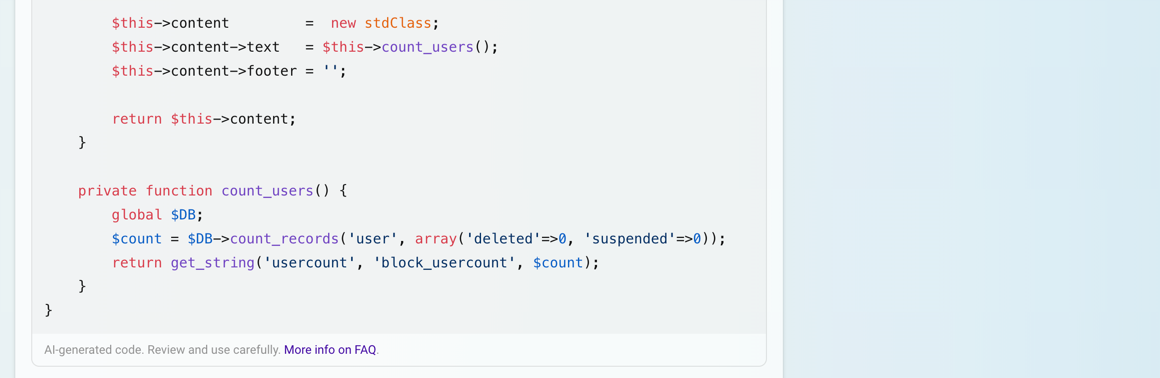 $this->content         =  new stdClass;
$this->content->text   = $this->count_users();
$this->content->footer = '';
return $this->content;
}
private function count_users() {
global $DB;
$count = $DB->count_records('user', array('deleted'=>0, 'suspended'=>0));
return get_string('usercount', 'block_usercount', $count);
}
}
AI-generated code. Review and use carefully. More info on FAQ.